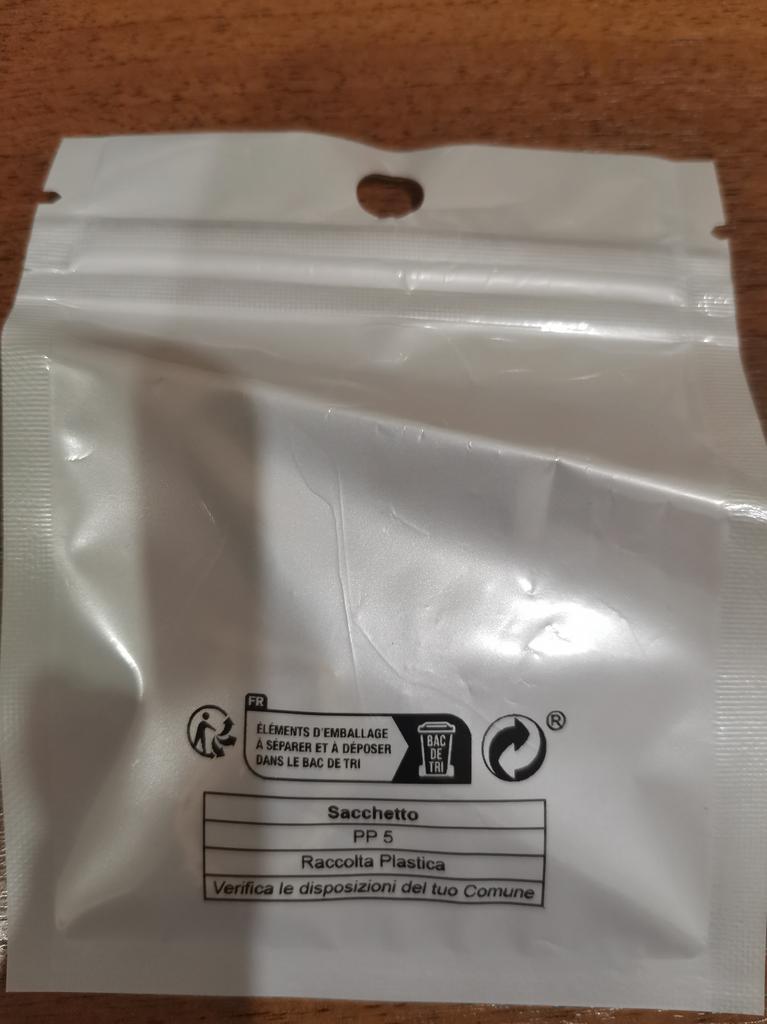 FR
ÉLÉMENTS D'EMBALLAGE
À SÉPARER ET À DÉPOSER
DANS LE BAC DE TRI
BAC
DE
TRI
®
Sacchetto
PP 5
Raccolta Plastica
Verifica le disposizioni del tuo Comune